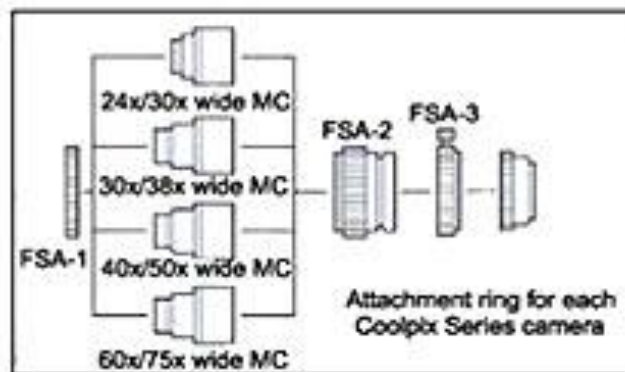 24x/30x wide MC
FSA-2
FSA-3
30x/38x wide MC
FSA-1
40x/50x wide MC
60x/75x wide MC
Attachment ring for each
Coolpix Series camera